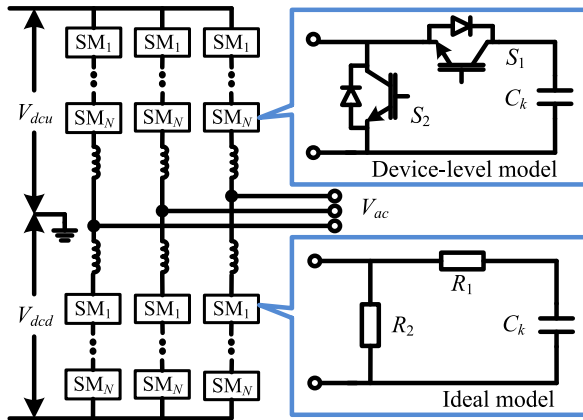 SM1 SM1 SM1
SMN SMN SMN
Vdcu
S1
S2
Ck
Device-level model
Vac
Vdcd
SM1 SM1 SM1
SMN SMN SMN
R1
R2
Ck
Ideal model